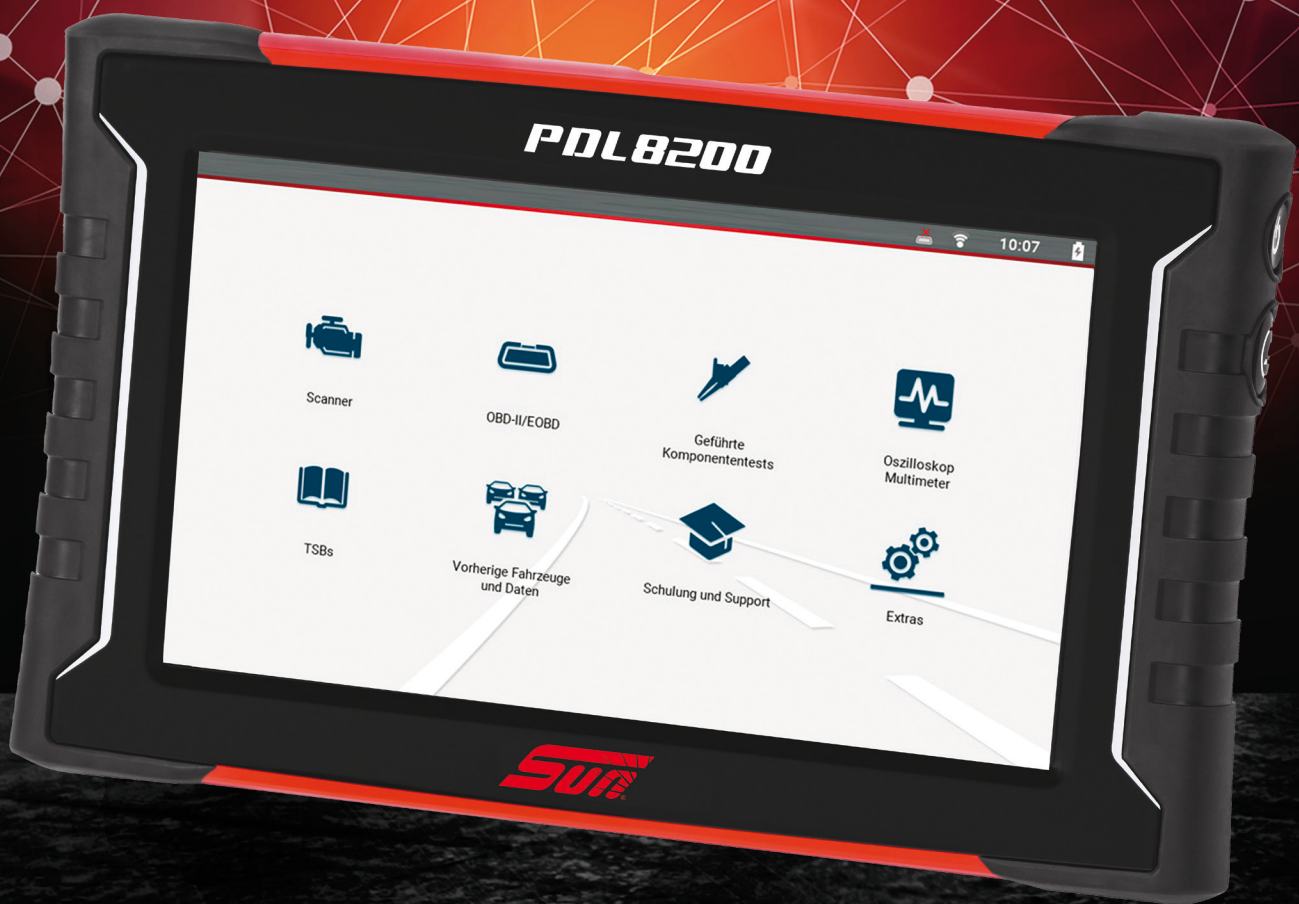 PDL8200
10:07
Scanner
OBD-II/EOBD
Geführte
Komponententests
Oszilloskop
Multimeter
TSBs
Vorherige Fahrzeuge
und Daten
Schulung und Support
Extras
Sun